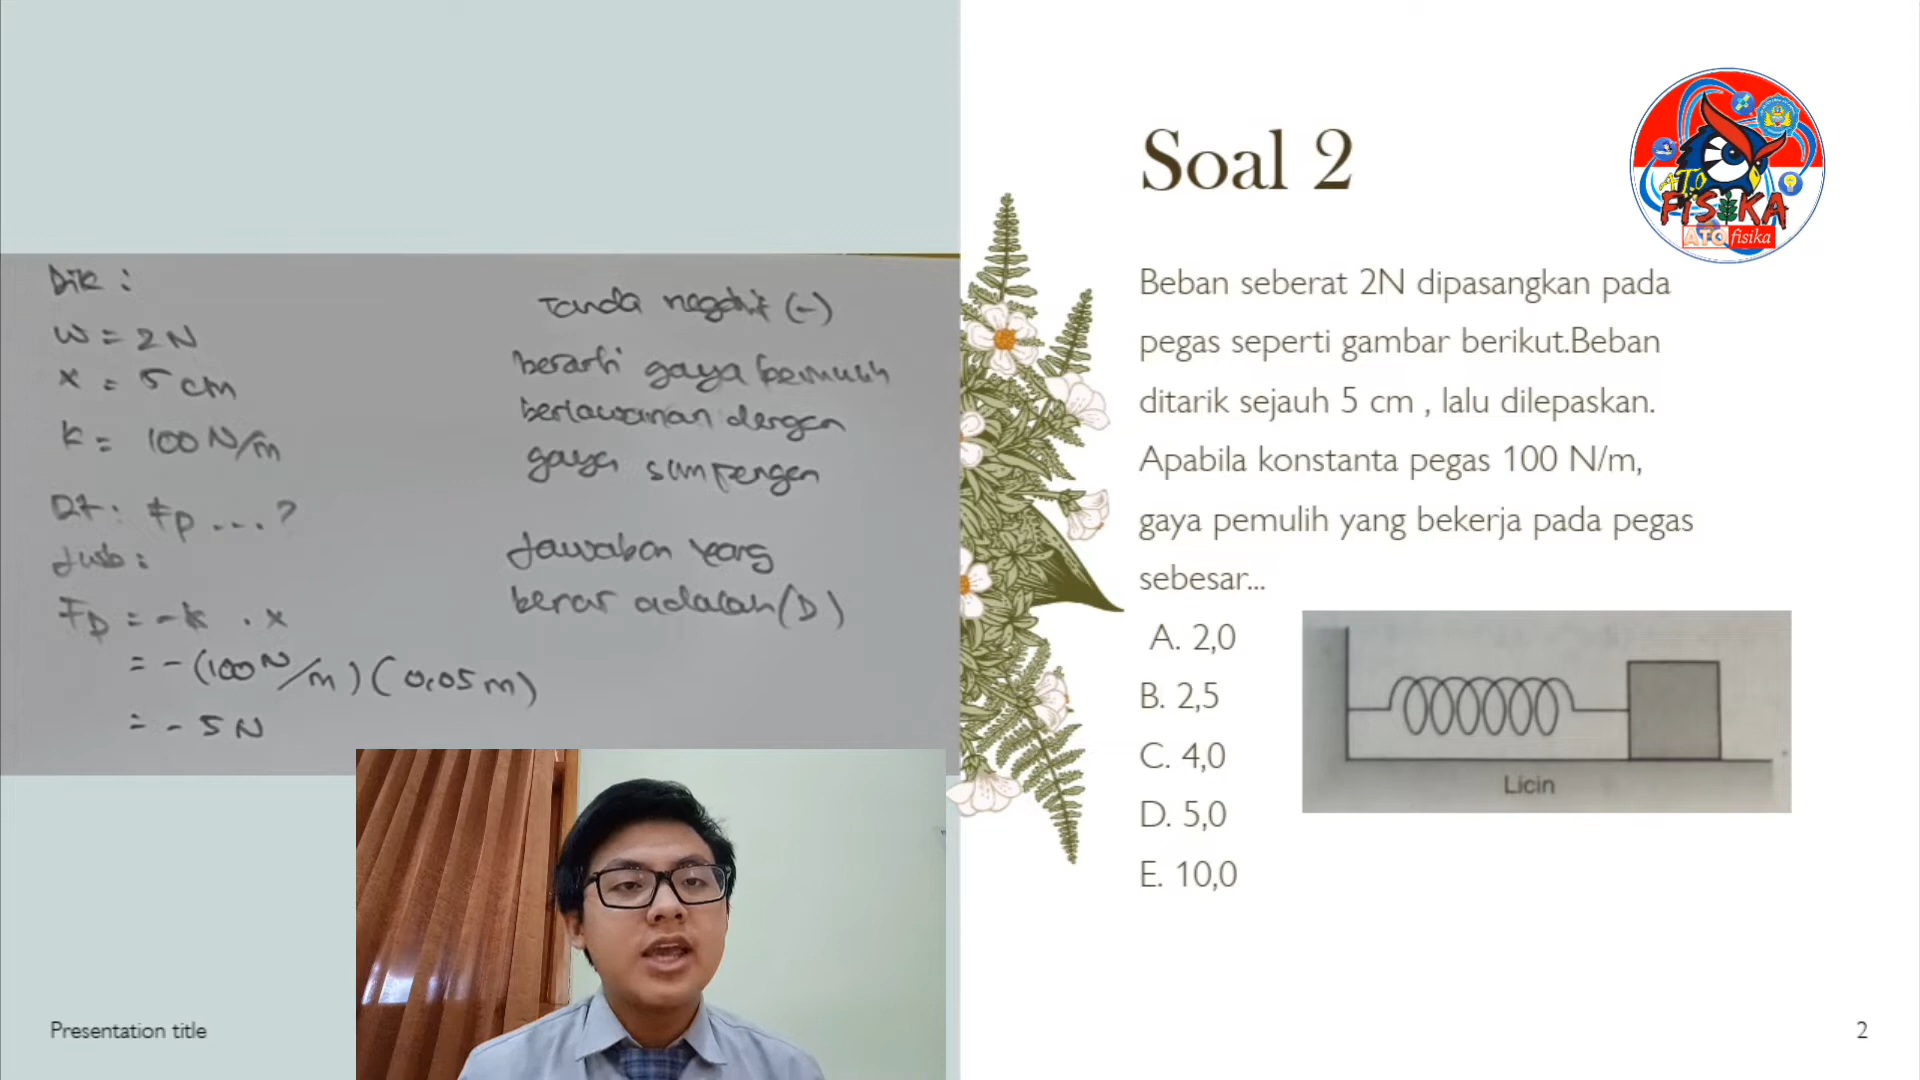 Dik :
w = 2 N
x = 5 cm
k = 100 N/m
Dt : Fp ...?
Jwb :
Fp = -k . x
= -(100 N/m) (0,05 m)
= - 5 N
Tanda negatif (-)
berarti gaya pemulih
berlawanan dengan
gaya simpangan
Jawaban yang
benar adalah (D)
Presentation title
Soal 2
ATO
FISIKA
ATO fisika
Beban seberat 2N dipasangkan pada
pegas seperti gambar berikut.Beban
ditarik sejauh 5 cm , lalu dilepaskan.
Apabila konstanta pegas 100 N/m,
gaya pemulih yang bekerja pada pegas
sebesar...
A. 2,0
B. 2,5
C. 4,0
D. 5,0
E. 10,0
Licin
2